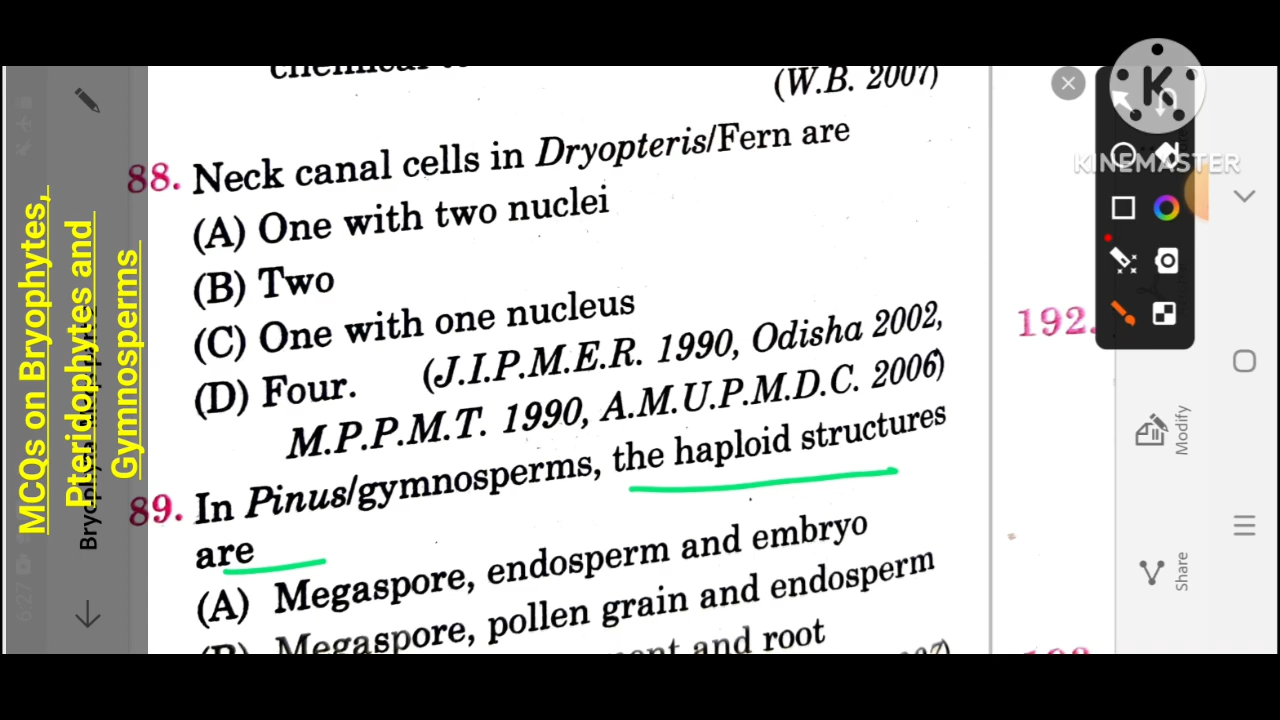 (W.B. 2007)
88. Neck canal cells in Dryopteris/Fern are
(A) One with two nuclei
(B) Two
(C) One with one nucleus
(D) Four. (J.I.P.M.E.R. 1990, Odisha 2002,
M.P.P.M.T. 1990, A.M.U.P.M.D.C. 2006)
89. In Pinus/gymnosperms, the haploid structures
are
(A) Megaspore, endosperm and embryo
(B) Megaspore, pollen grain and endosperm
and root
192.
MCQs on Bryophytes,
Pteridophytes and
Gymnosperms
KINEMASTER
K
Modify
Share
6:27